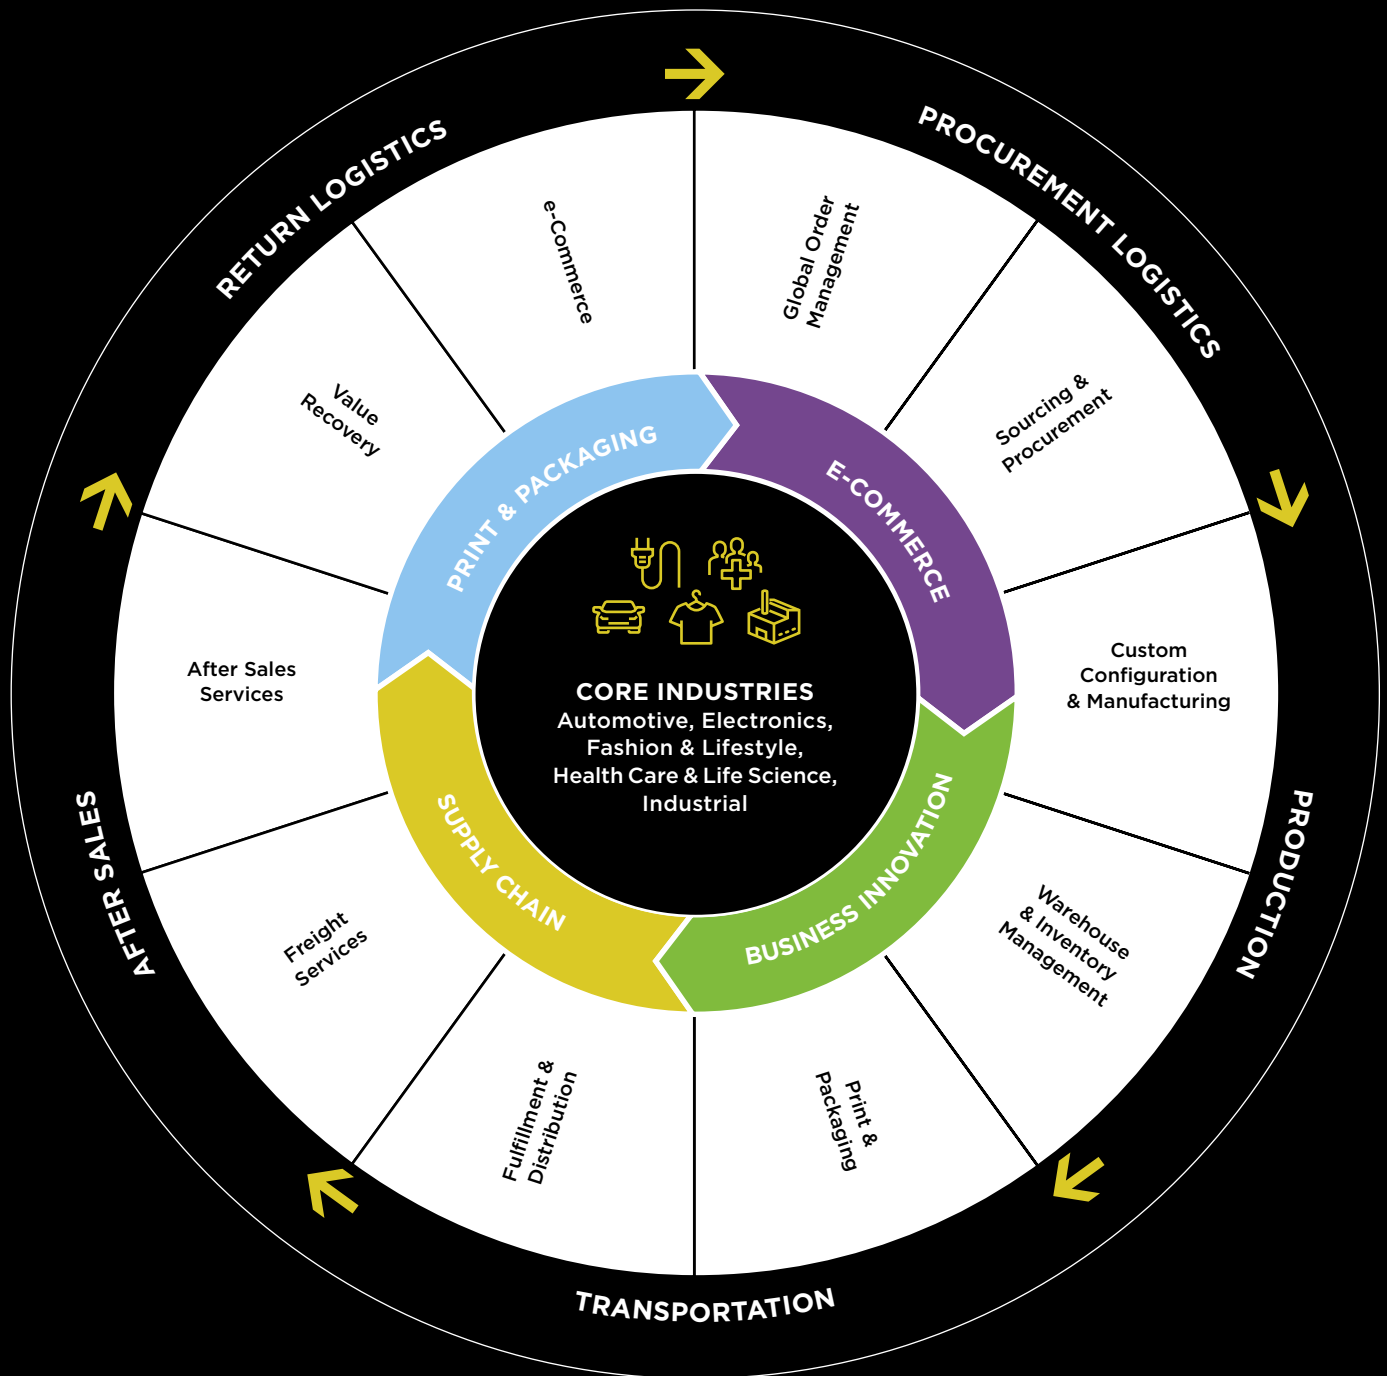 RETURN LOGISTICS
PROCUREMENT LOGISTICS
PRODUCTION
TRANSPORTATION
AFTER SALES
e-Commerce
Global Order
Management
Sourcing &
Procurement
Custom
Configuration
& Manufacturing
Warehouse
& Inventory
Management
Print &
Packaging
Fulfillment &
Distribution
Freight
Services
After Sales
Services
Value
Recovery
PRINT & PACKAGING
E-COMMERCE
BUSINESS INNOVATION
SUPPLY CHAIN
CORE INDUSTRIES
Automotive, Electronics,
Fashion & Lifestyle,
Health Care & Life Science,
Industrial